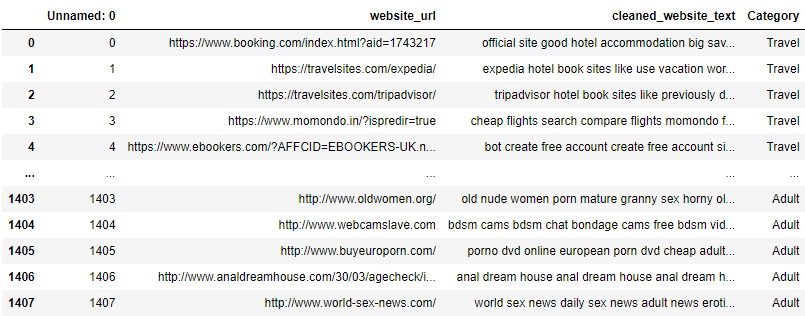 Unnamed: 0 website_url cleaned_website_text Category
0 0 https://www.booking.com/index.html?aid=1743217 official site good hotel accommodation big sav... Travel
1 1 https://travelsites.com/expedia/ expedia hotel book sites like use vacation wor... Travel
2 2 https://travelsites.com/tripadvisor/ tripadvisor hotel book sites like previously d... Travel
3 3 https://www.momondo.in/?ispredir=true cheap flights search compare flights momondo f... Travel
4 4 https://www.ebookers.com/?AFFCID=EBOOKERS-UK.n... bot create free account create free account si... Travel
... ... ... ... ...
1403 1403 http://www.oldwomen.org/ old nude women porn mature granny sex horny ol... Adult
1404 1404 http://www.webcamslave.com bdsm cams bdsm chat bondage cams free bdsm vid... Adult
1405 1405 http://www.buyeuroporn.com/ porno dvd online european porn dvd cheap adult... Adult
1406 1406 http://www.analdreamhouse.com/30/03/agecheck/i... anal dream house anal dream house anal dream h... Adult
1407 1407 http://www.world-sex-news.com/ world sex news daily sex news adult news eroti... Adult